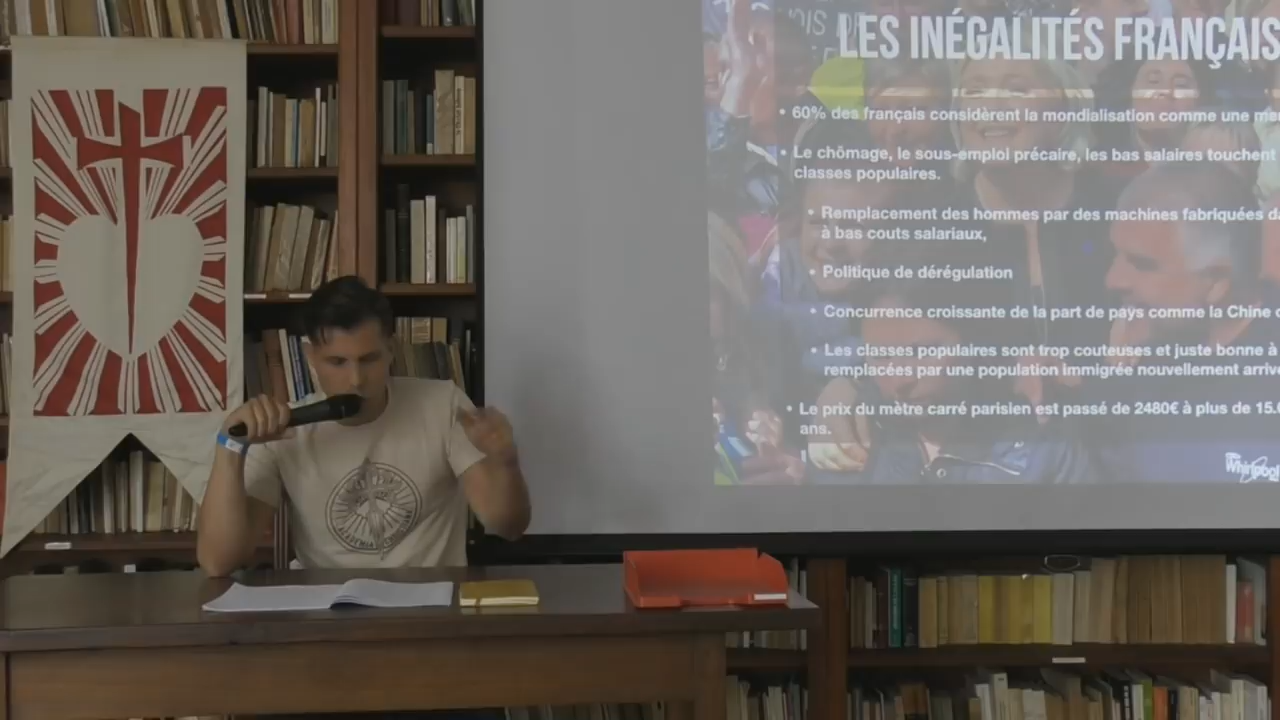 LES INÉGALITÉS FRANÇAIS
• 60% des français considèrent la mondialisation comme une
• Le chômage, le sous-emploi précaire, les bas salaires touchent
classes populaires.
• Remplacement des hommes par des machines fabriquées
à bas couts salariaux,
• Politique de dérégulation
• Concurrence croissante de la part de pays comme la Chine
• Les classes populaires sont trop couteuses et juste bonne à
remplacées par une population immigrée nouvellement
• Le prix du mètre carré parisien est passé de 2480€ à plus de 15.
ans.
Whirlpool
ACADEMIA CHRISTIANA